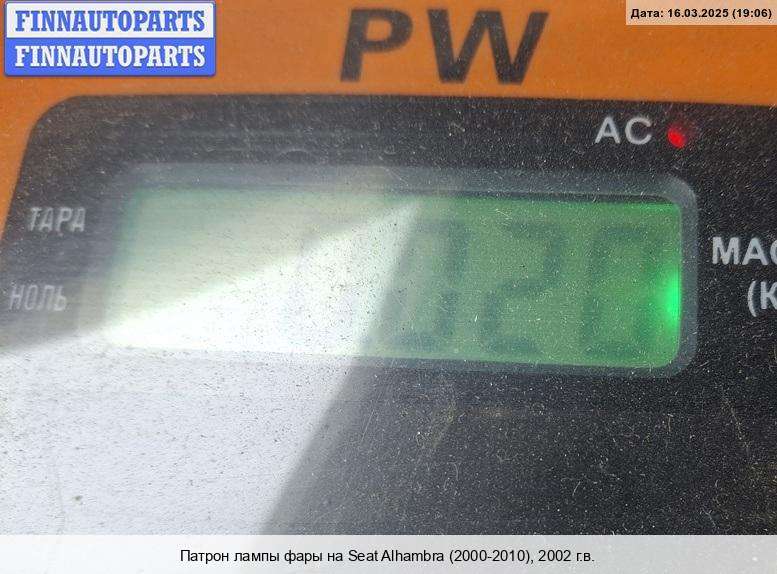 FINNAUTOPARTS
FINNAUTOPARTS
Дата: 16.03.2025 (19:06)
PW
AC
ТАРА
НОЛЬ
Патрон лампы фары на Seat Alhambra (2000-2010), 2002 г.в.